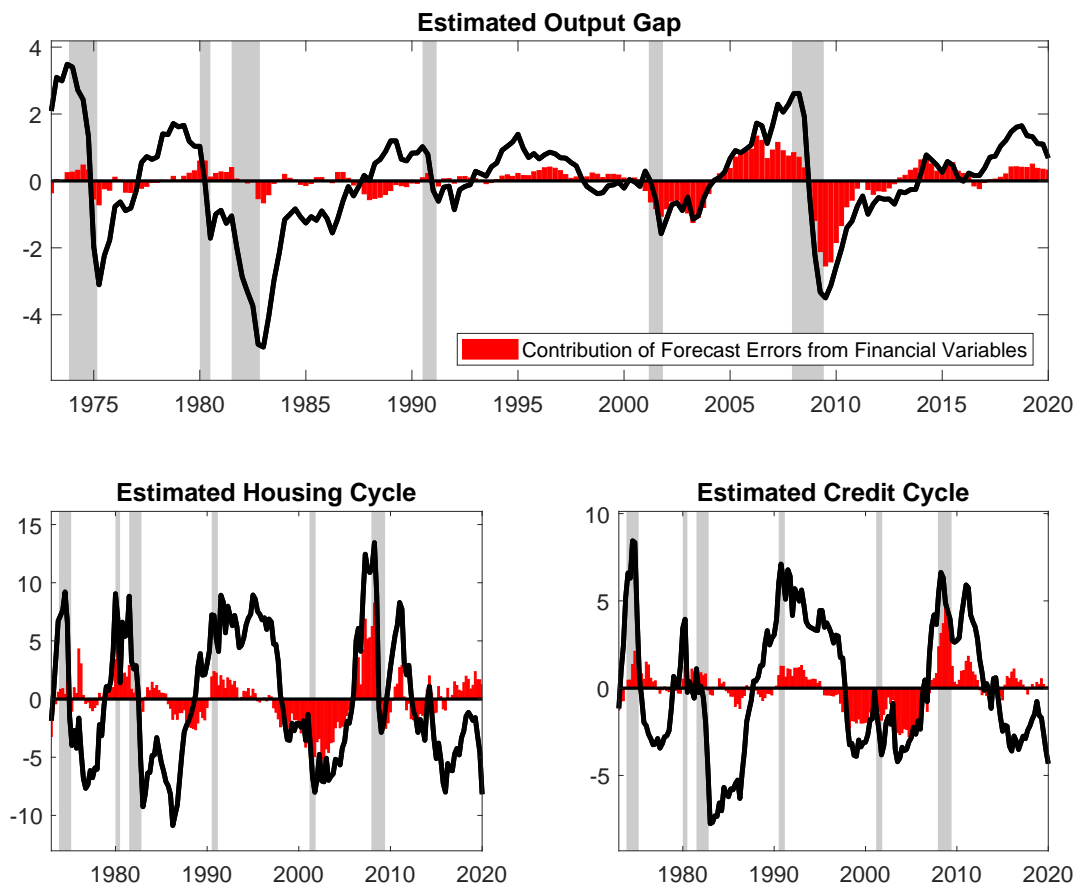 Estimated Output Gap
4
2
0
-2
-4
Contribution of Forecast Errors from Financial Variables
1975 1980 1985 1990 1995 2000 2005 2010 2015 2020
Estimated Housing Cycle
15
10
5
0
-5
-10
1980 1990 2000 2010 2020
Estimated Credit Cycle
10
5
0
-5
1980 1990 2000 2010 2020